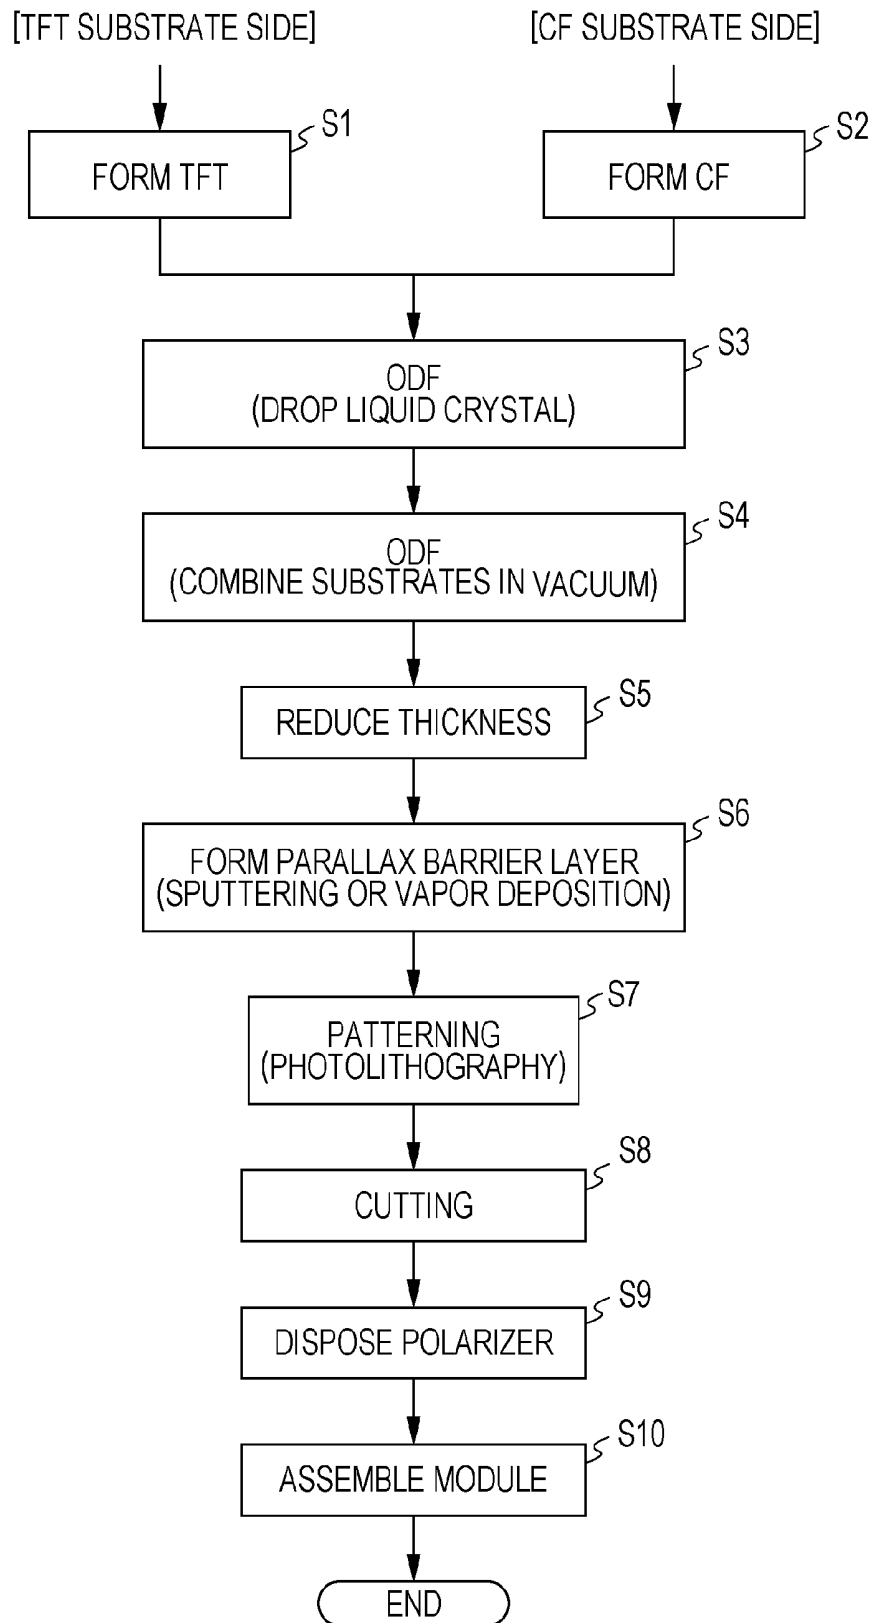 [TFT SUBSTRATE SIDE]
[CF SUBSTRATE SIDE]
S1
FORM TFT
S2
FORM CF
S3
ODF
(DROP LIQUID CRYSTAL)
S4
ODF
(COMBINE SUBSTRATES IN VACUUM)
S5
REDUCE THICKNESS
S6
FORM PARALLAX BARRIER LAYER
(SPUTTERING OR VAPOR DEPOSITION)
S7
PATTERNING
(PHOTOLITHOGRAPHY)
S8
CUTTING
S9
DISPOSE POLARIZER
S10
ASSEMBLE MODULE
END